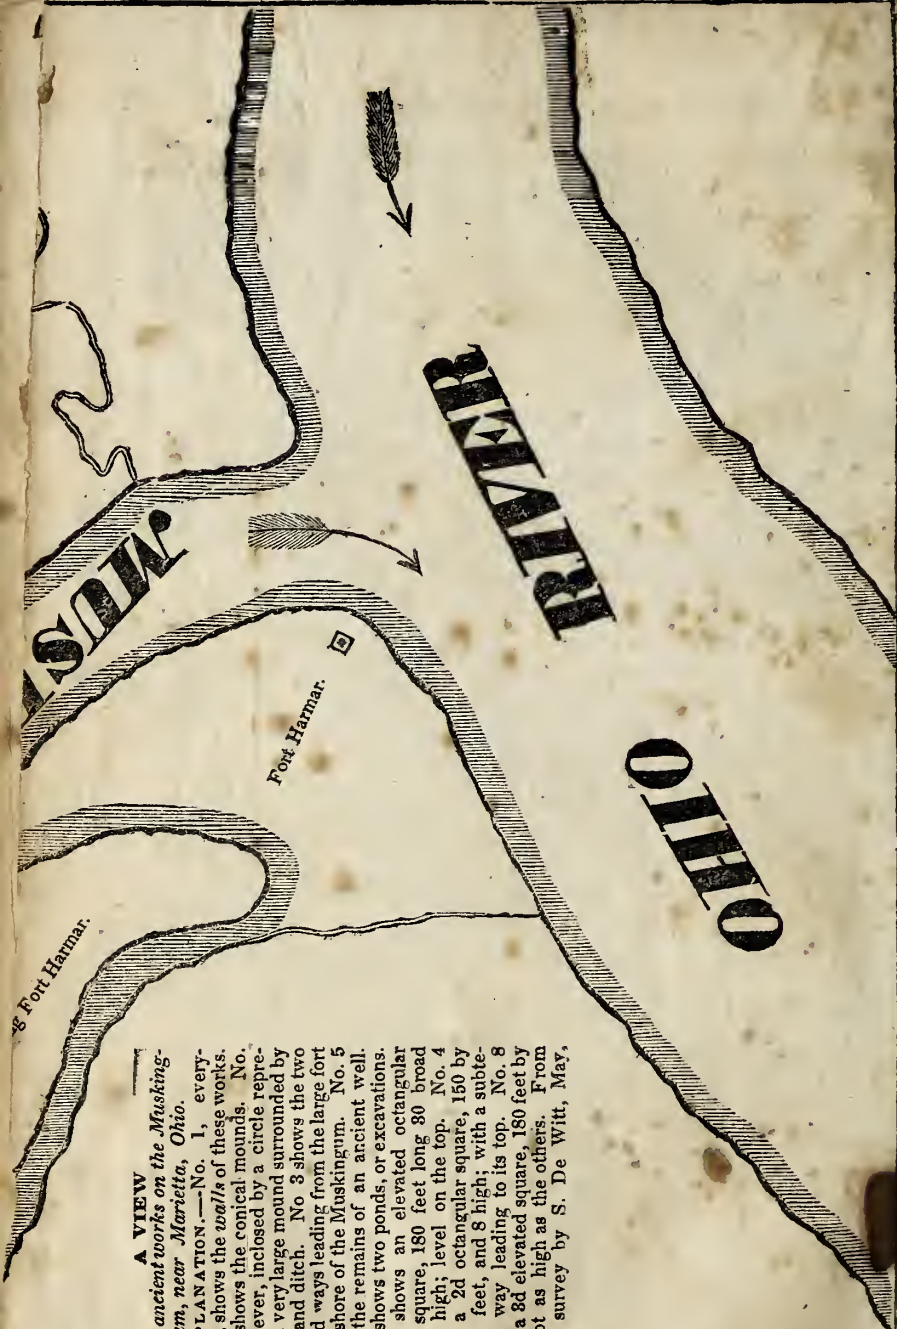 A VIEW
ancient works on the Musking-
m, near Marietta, Ohio.
PLANATION.—No. 1, every-
shows the walls of these works.
shows the conical mounds. No.
ever, inclosed by a circle repre-
very large mound surrounded by
and ditch. No 3 shows the two
d ways leading from the large fort
shore of the Muskingum. No. 5
the remains of an ancient well.
shows two ponds, or excavations.
shows an elevated octangular
square, 180 feet long 30 broad
high; level on the top. No. 4
a 2d octangular square, 150 by
feet, and 8 high; with a subte-
way leading to its top. No. 8
a 3d elevated square, 180 feet by
ot as high as the others. From
survey by S. De Witt, May,
g Fort Harmar.
Fort Harmar.
MUS
OHIO RIVER